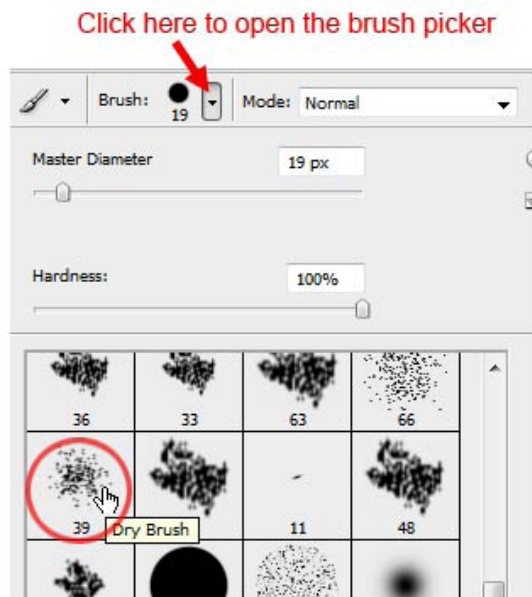 Click here to open the brush picker
Brush: 19 Mode: Normal
Master Diameter 19 px
Hardness: 100%
36 33 63 66
39 Dry Brush 11 48